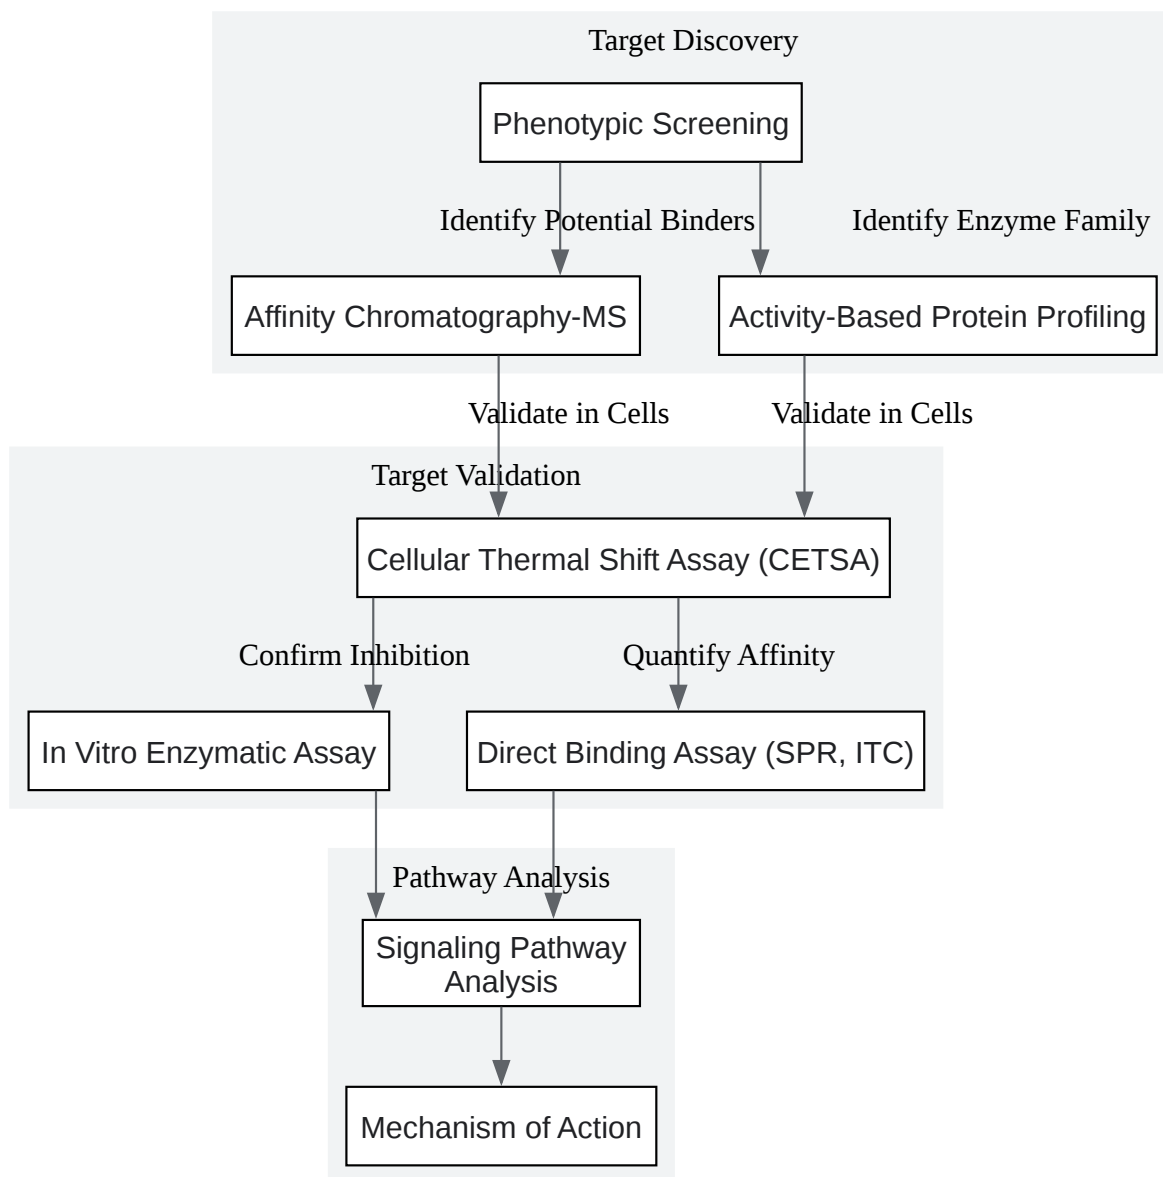 Target Discovery
Phenotypic Screening
Identify Potential Binders
Identify Enzyme Family
Affinity Chromatography-MS
Activity-Based Protein Profiling
Validate in Cells
Validate in Cells
Target Validation
Cellular Thermal Shift Assay (CETSA)
Confirm Inhibition
Quantify Affinity
In Vitro Enzymatic Assay
Direct Binding Assay (SPR, ITC)
Pathway Analysis
Signaling Pathway
Analysis
Mechanism of Action